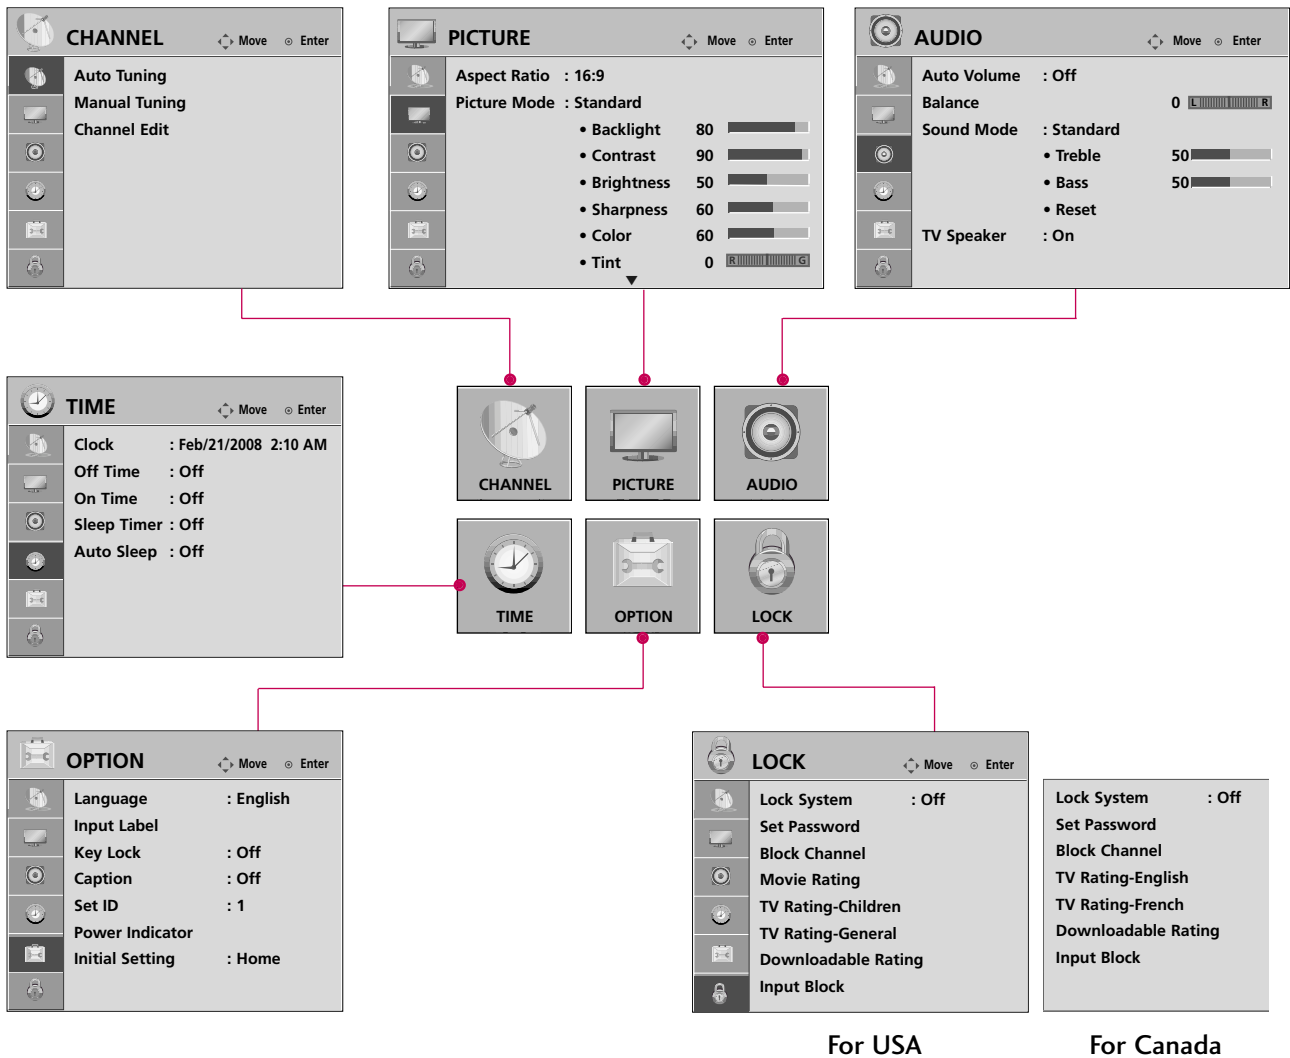 CHANNEL Move Enter
Auto Tuning
Manual Tuning
Channel Edit
PICTURE Move Enter
Aspect Ratio : 16:9
Picture Mode : Standard
• Backlight 80
• Contrast 90
• Brightness 50
• Sharpness 60
• Color 60
• Tint 0 R G
AUDIO Move Enter
Auto Volume : Off
Balance 0 L R
Sound Mode : Standard
• Treble 50
• Bass 50
• Reset
TV Speaker : On
TIME Move Enter
Clock : Feb/21/2008 2:10 AM
Off Time : Off
On Time : Off
Sleep Timer : Off
Auto Sleep : Off
CHANNEL
PICTURE
AUDIO
TIME
OPTION
LOCK
OPTION Move Enter
Language : English
Input Label
Key Lock : Off
Caption : Off
Set ID : 1
Power Indicator
Initial Setting : Home
LOCK Move Enter
Lock System : Off
Set Password
Block Channel
Movie Rating
TV Rating-Children
TV Rating-General
Downloadable Rating
Input Block
For USA
Lock System : Off
Set Password
Block Channel
TV Rating-English
TV Rating-French
Downloadable Rating
Input Block
For Canada